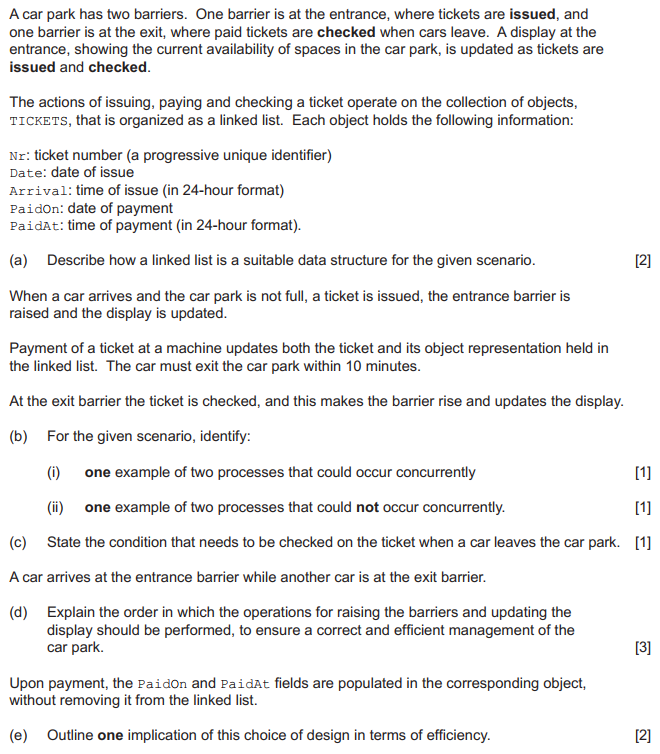 A car park has two barriers. One barrier is at the entrance, where tickets are issued, and
one barrier is at the exit, where paid tickets are checked when cars leave. A display at the
entrance, showing the current availability of spaces in the car park, is updated as tickets are
issued and checked.
The actions of issuing, paying and checking a ticket operate on the collection of objects,
TICKETS, that is organized as a linked list. Each object holds the following information:
Nr: ticket number (a progressive unique identifier)
Date: date of issue
Arrival: time of issue (in 24-hour format)
PaidOn: date of payment
PaidAt: time of payment (in 24-hour format).
(a) Describe how a linked list is a suitable data structure for the given scenario. [2]
When a car arrives and the car park is not full, a ticket is issued, the entrance barrier is
raised and the display is updated.
Payment of a ticket at a machine updates both the ticket and its object representation held in
the linked list. The car must exit the car park within 10 minutes.
At the exit barrier the ticket is checked, and this makes the barrier rise and updates the display.
(b) For the given scenario, identify:
(i) one example of two processes that could occur concurrently [1]
(ii) one example of two processes that could not occur concurrently. [1]
(c) State the condition that needs to be checked on the ticket when a car leaves the car park. [1]
A car arrives at the entrance barrier while another car is at the exit barrier.
(d) Explain the order in which the operations for raising the barriers and updating the
display should be performed, to ensure a correct and efficient management of the
car park. [3]
Upon payment, the PaidOn and PaidAt fields are populated in the corresponding object,
without removing it from the linked list.
(e) Outline one implication of this choice of design in terms of efficiency. [2]